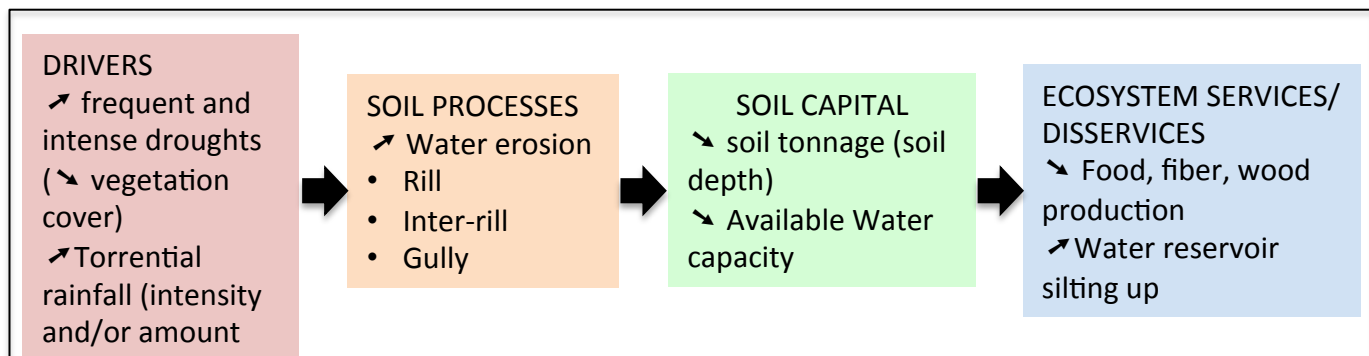 DRIVERS
↗ frequent and
intense droughts
(↘ vegetation
cover)
↗Torrential
rainfall (intensity
and/or amount
SOIL PROCESSES
↗ Water erosion
• Rill
• Inter-rill
• Gully
SOIL CAPITAL
↘ soil tonnage (soil
depth)
↘ Available Water
capacity
ECOSYSTEM SERVICES/
DISSERVICES
↘ Food, fiber, wood
production
↗Water reservoir
silting up